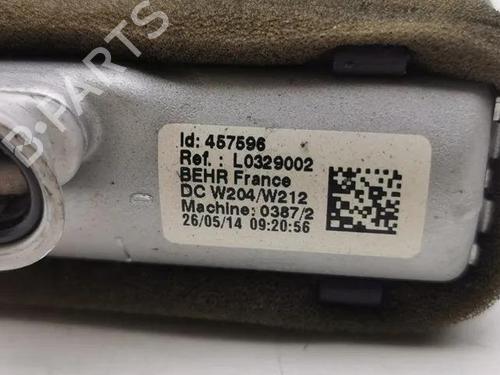 B-PARTS
Id: 457596
Ref. : L0329002
BEHR France
DC W204/W212
Machine: 0387/2
26/05/14 09:20:56